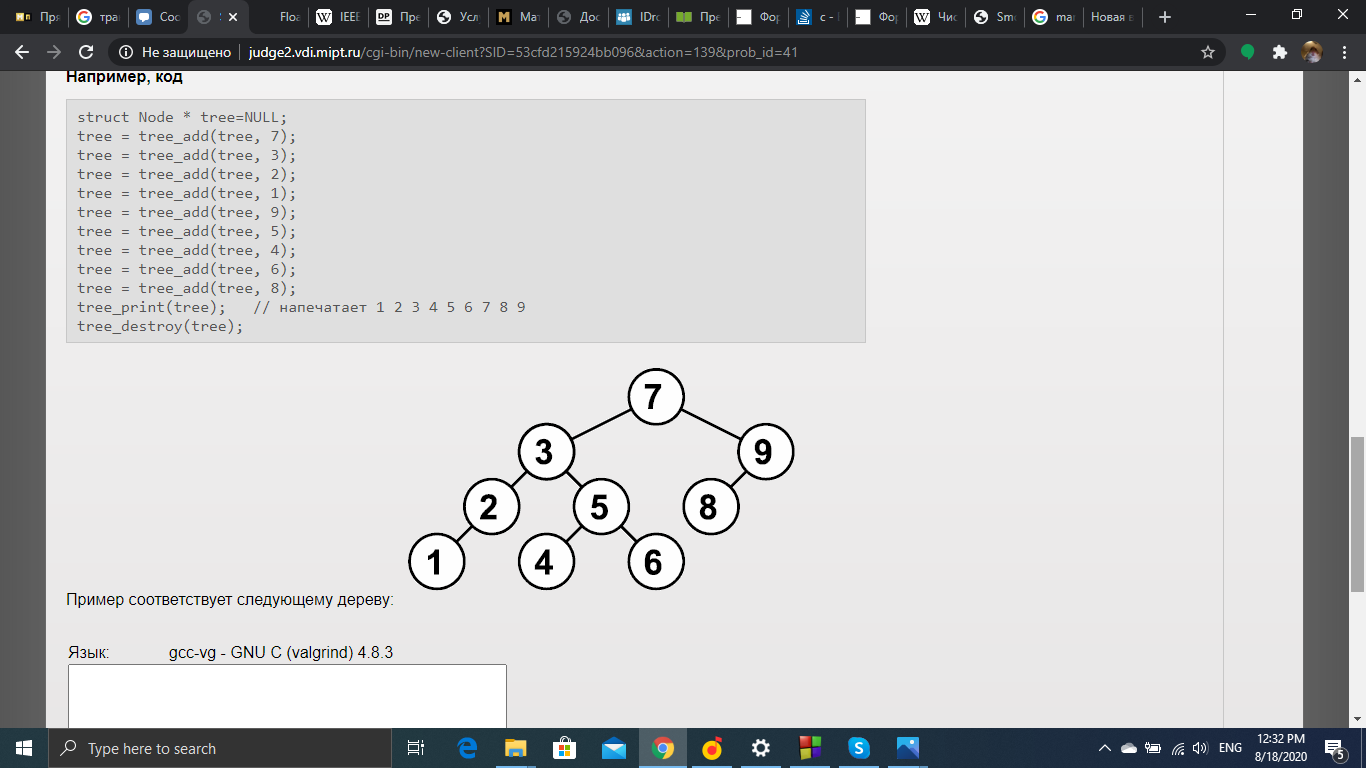 Пря
тра
Сос
Floa
IEEE
DP Пре
Усл
M Мат
Дос
IDro
Пре
Фор
c -
Фор
Чис
Sm
ma
Новая в
Не защищено | judge2.vdi.mipt.ru/cgi-bin/new-client?SID=53cfd215924bb096&action=139&prob_id=41
Например, код
struct Node * tree=NULL;
tree = tree_add(tree, 7);
tree = tree_add(tree, 3);
tree = tree_add(tree, 2);
tree = tree_add(tree, 1);
tree = tree_add(tree, 9);
tree = tree_add(tree, 5);
tree = tree_add(tree, 4);
tree = tree_add(tree, 6);
tree = tree_add(tree, 8);
tree_print(tree);   // напечатает 1 2 3 4 5 6 7 8 9
tree_destroy(tree);
7
3 9
2 5 8
1 4 6
Пример соответствует следующему дереву:
Язык: gcc-vg - GNU C (valgrind) 4.8.3
Type here to search
ENG
12:32 PM
8/18/2020
5